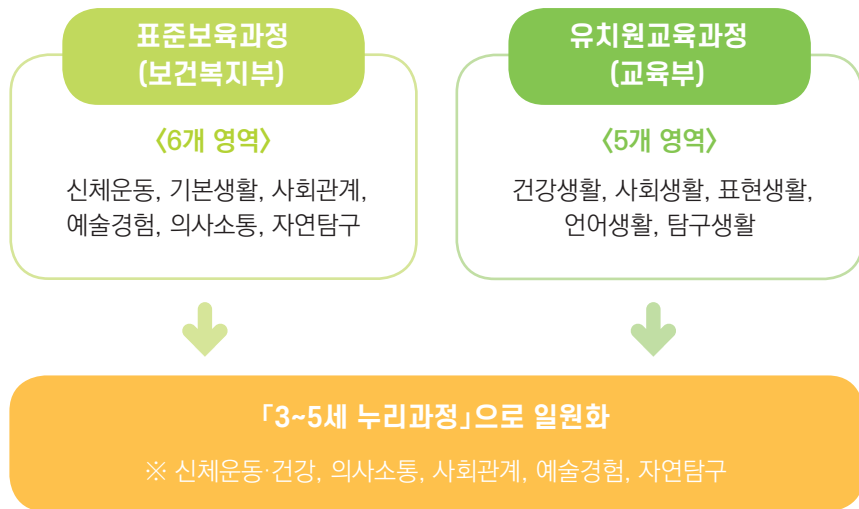 표준보육과정
(보건복지부)
〈6개 영역〉
신체운동, 기본생활, 사회관계,
예술경험, 의사소통, 자연탐구
유치원교육과정
(교육부)
〈5개 영역〉
건강생활, 사회생활, 표현생활,
언어생활, 탐구생활
「3~5세 누리과정」으로 일원화
※ 신체운동·건강, 의사소통, 사회관계, 예술경험, 자연탐구